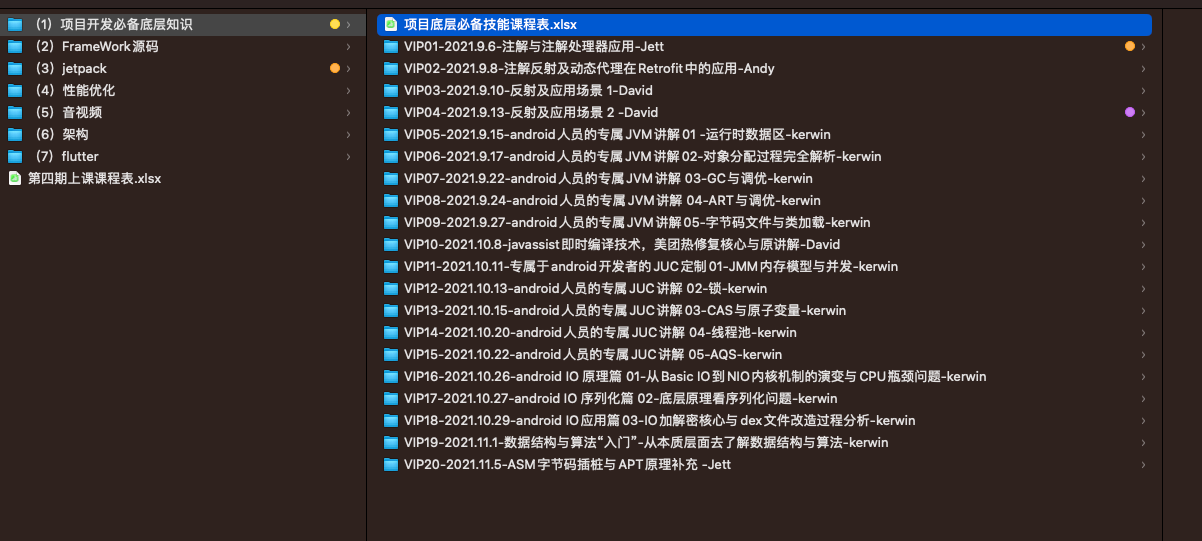 （1）项目开发必备底层知识
（2）FrameWork源码
（3）jetpack
（4）性能优化
（5）音视频
（6）架构
（7）flutter
第四期上课课程表.xlsx
项目底层必备技能课程表.xlsx
VIP01-2021.9.6-注解与注解处理器应用-Jett
VIP02-2021.9.8-注解反射及动态代理在Retrofit中的应用-Andy
VIP03-2021.9.10-反射及应用场景 1-David
VIP04-2021.9.13-反射及应用场景 2 -David
VIP05-2021.9.15-android人员的专属JVM讲解01 -运行时数据区-kerwin
VIP06-2021.9.17-android人员的专属JVM讲解02-对象分配过程完全解析-kerwin
VIP07-2021.9.22-android人员的专属JVM讲解 03-GC与调优-kerwin
VIP08-2021.9.24-android人员的专属JVM讲解 04-ART与调优-kerwin
VIP09-2021.9.27-android人员的专属JVM讲解05-字节码文件与类加载-kerwin
VIP10-2021.10.8-javassist即时编译技术，美团热修复核心与原讲解-David
VIP11-2021.10.11-专属于android开发者的JUC定制01-JMM内存模型与并发-kerwin
VIP12-2021.10.13-android人员的专属JUC讲解 02-锁-kerwin
VIP13-2021.10.15-android人员的专属JUC讲解03-CAS与原子变量-kerwin
VIP14-2021.10.20-android人员的专属JUC讲解 04-线程池-kerwin
VIP15-2021.10.22-android人员的专属JUC讲解 05-AQS-kerwin
VIP16-2021.10.26-android IO 原理篇 01-从Basic IO到NIO内核机制的演变与CPU瓶颈问题-kerwin
VIP17-2021.10.27-android IO 序列化篇 02-底层原理看序列化问题-kerwin
VIP18-2021.10.29-android IO应用篇03-IO加解密核心与dex文件改造过程分析-kerwin
VIP19-2021.11.1-数据结构与算法“入门”-从本质层面去了解数据结构与算法-kerwin
VIP20-2021.11.5-ASM字节码插桩与APT原理补充 -Jett